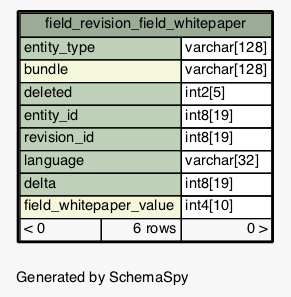 field_revision_field_whitepaper
entity_type varchar[128]
bundle varchar[128]
deleted int2[5]
entity_id int8[19]
revision_id int8[19]
language varchar[32]
delta int8[19]
field_whitepaper_value int4[10]
< 0 6 rows 0 >
Generated by SchemaSpy